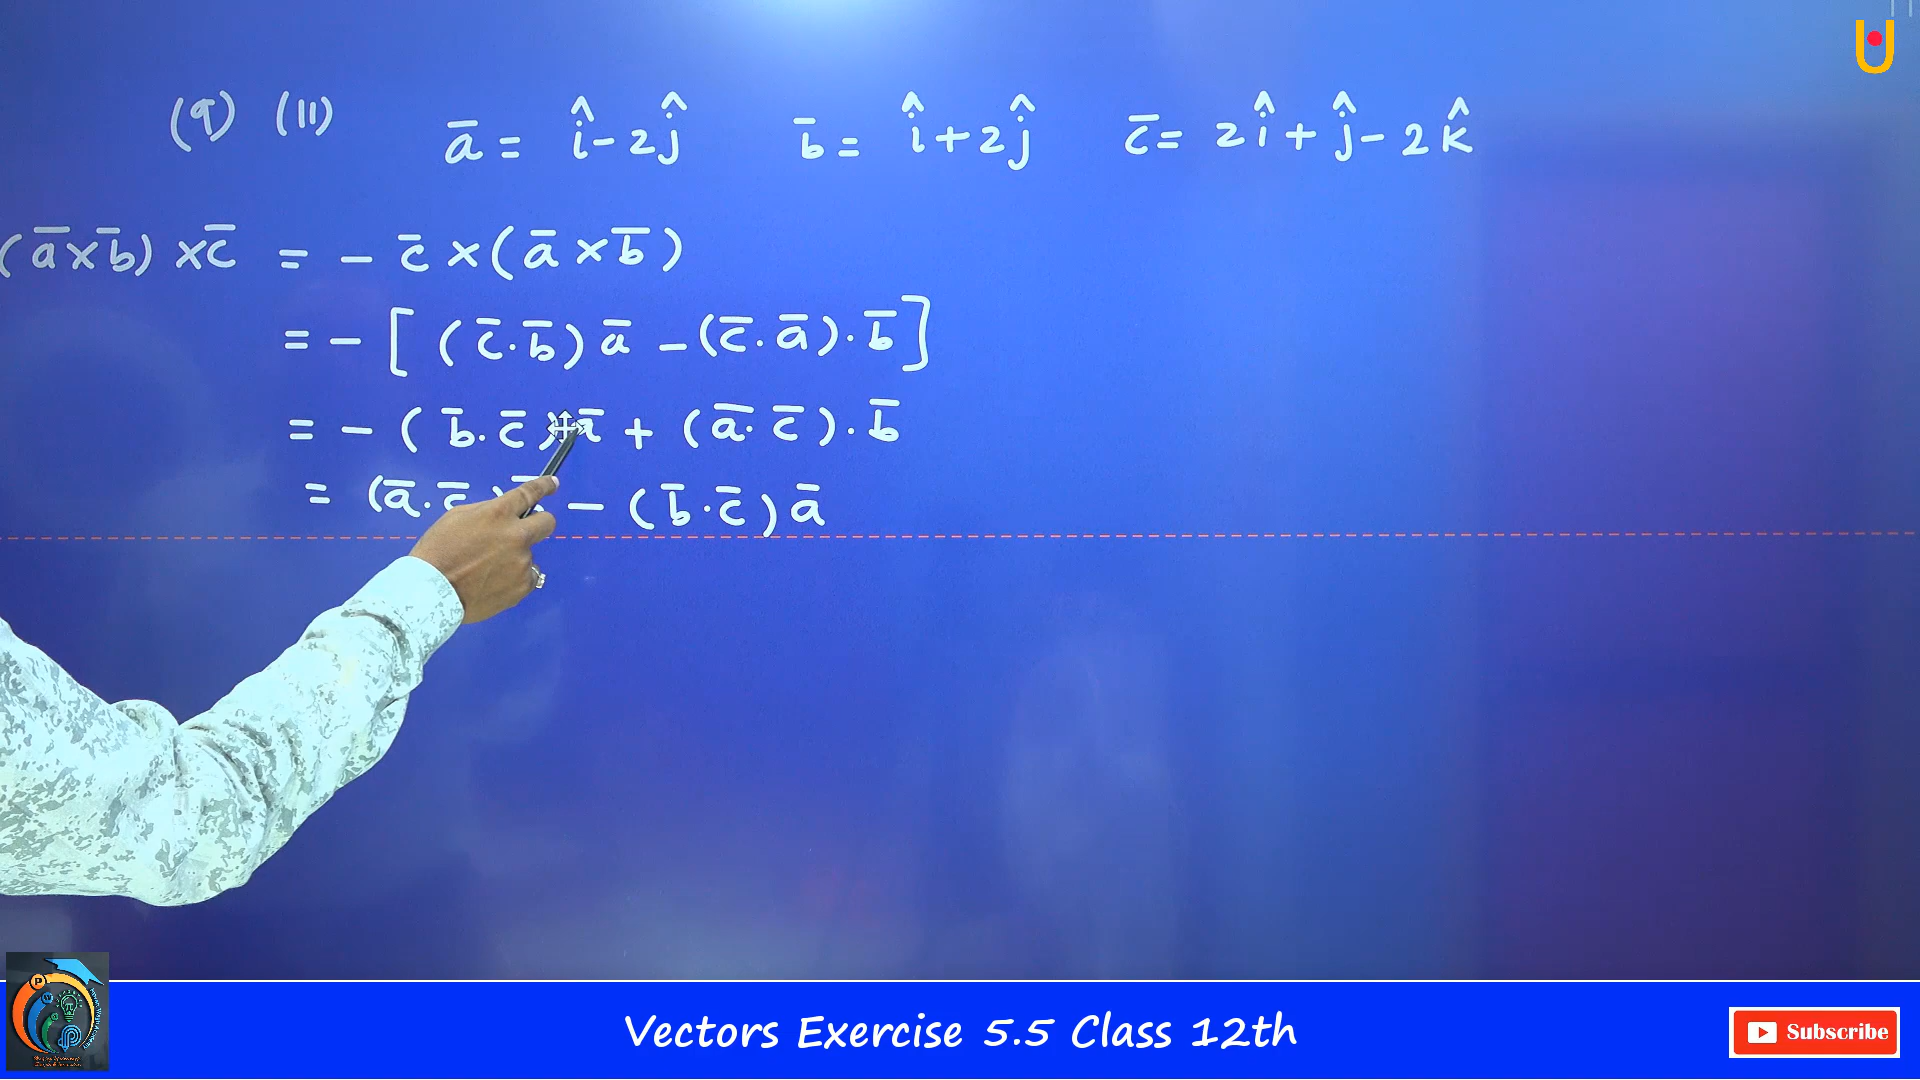 (9) (11) a̅ = î - 2ĵ b̅ = î + 2ĵ c̅ = 2î + ĵ - 2k̂
(a̅ × b̅) × c̅ = - c̅ × (a̅ × b̅)
= - [ (c̅ . b̅) a̅ - (c̅ . a̅) . b̅ ]
= - ( b̅ . c̅ ) a̅ + (a̅ . c̅ ) . b̅
= (a̅ . c̅ ) - ( b̅ . c̅ ) a̅
Vectors Exercise 5.5 Class 12th
Subscribe